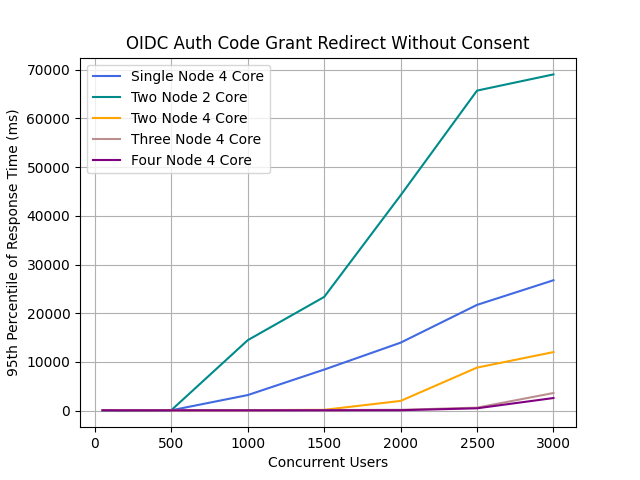 OIDC Auth Code Grant Redirect Without Consent
95th Percentile of Response Time (ms)
70000
60000
50000
40000
30000
20000
10000
0
Single Node 4 Core
Two Node 2 Core
Two Node 4 Core
Three Node 4 Core
Four Node 4 Core
0 500 1000 1500 2000 2500 3000
Concurrent Users